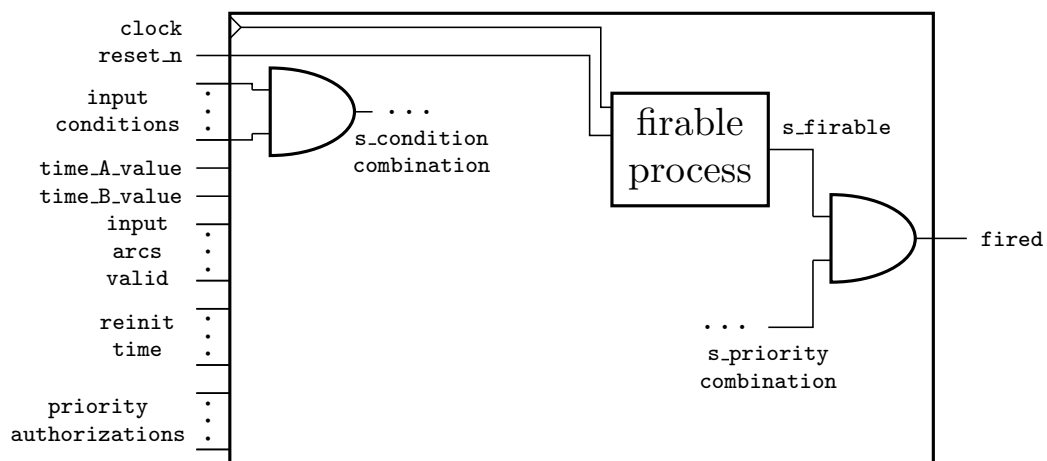 clock
reset_n
input
conditions
time_A_value
time_B_value
input
arcs
valid
reinit
time
priority
authorizations
s_condition
combination
firable
process
s_firable
s_priority
combination
fired